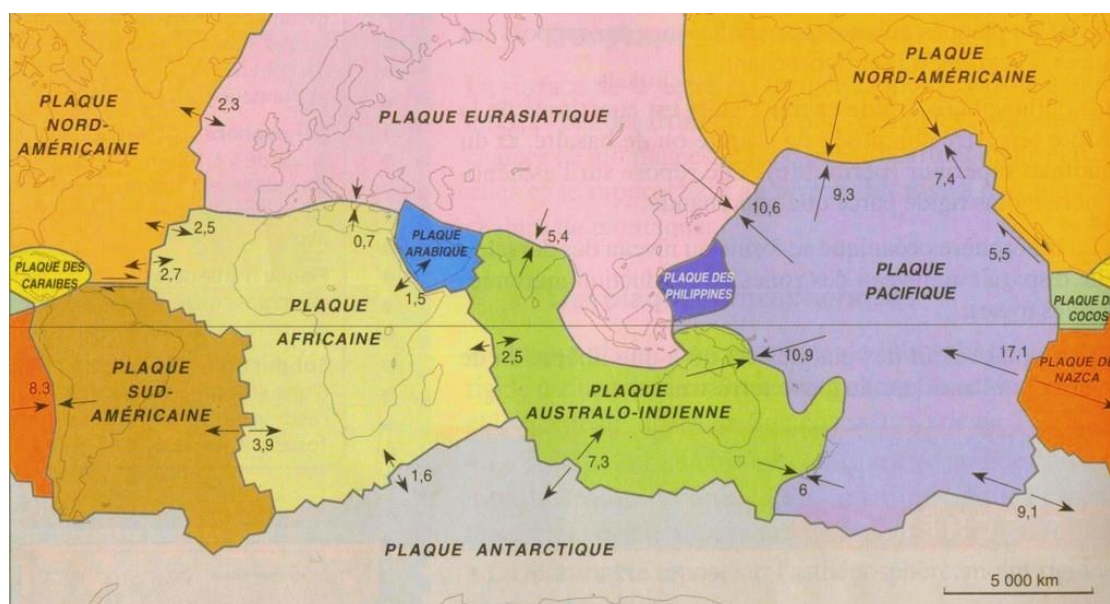 PLAQUE
NORD-
AMÉRICAINE
2,3
PLAQUE EURASIATIQUE
PLAQUE
NORD-AMÉRICAINE
9,3
7,4
10,6
5,5
2,5
2,7
0,7
PLAQUE
ARABIQUE
1,5
5,4
PLAQUE DES
CARAIBES
PLAQUE DES
PHILIPPINES
PLAQUE
PACIFIQUE
PLAQUE D
COCOS
PLAQUE
AFRICAINE
2,5
10,9
17,1
PLAQUE D
NAZCA
8.3
PLAQUE
SUD-
AMÉRICAINE
3,9
PLAQUE
AUSTRALO-INDIENNE
1,6
7,3
6
9,1
PLAQUE ANTARCTIQUE
5 000 km